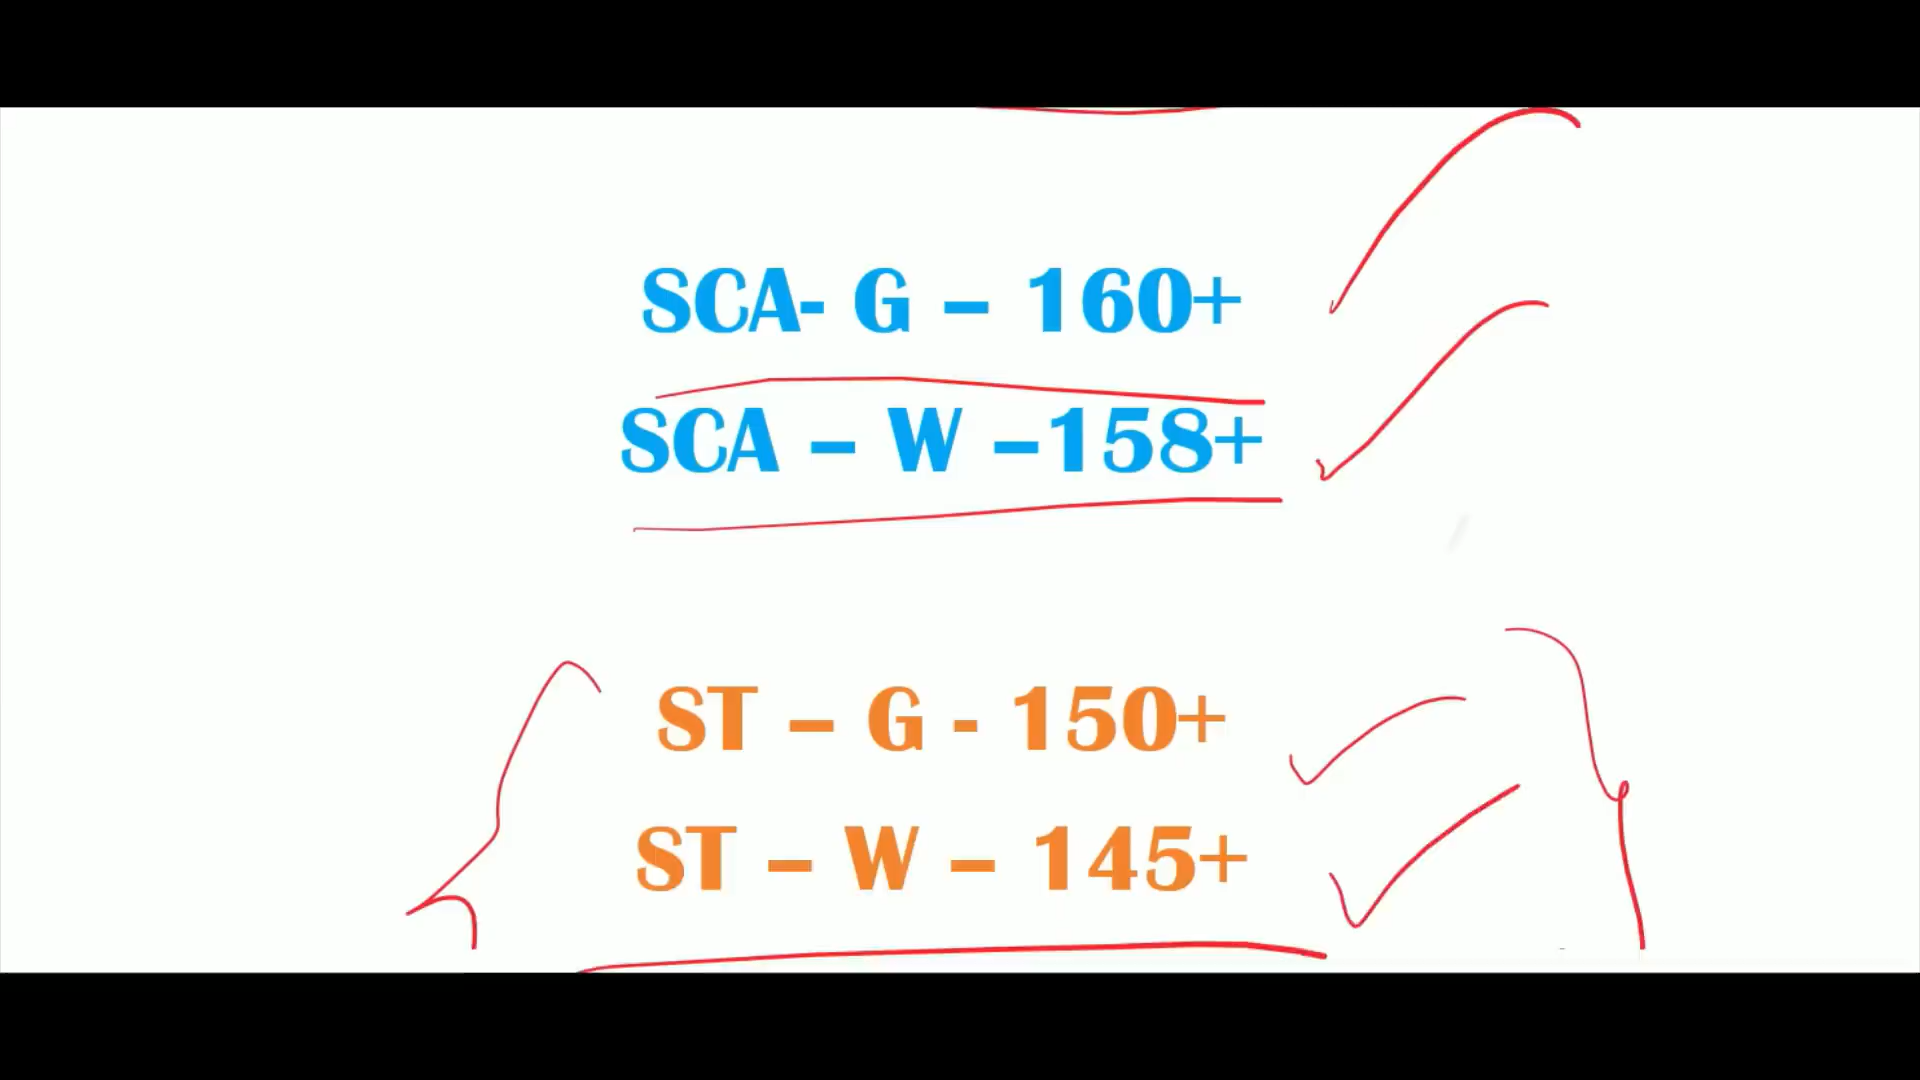 SCA- G – 160+
SCA – W –158+
ST – G - 150+
ST – W – 145+